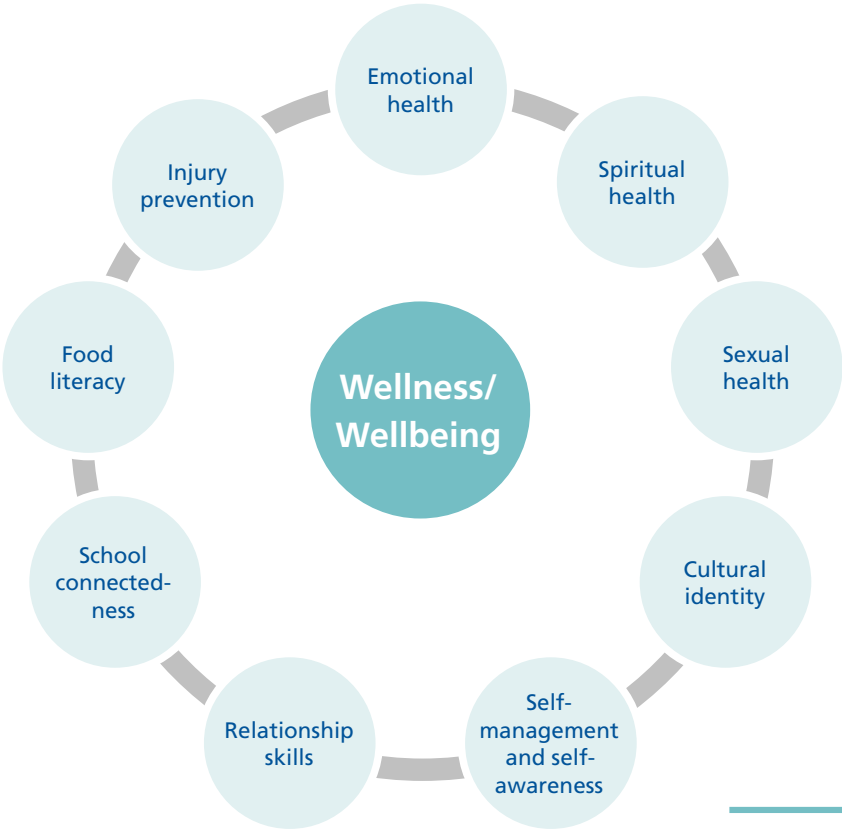 Emotional
health
Spiritual
health
Sexual
health
Cultural
identity
Self-
management
and self-
awareness
Relationship
skills
School
connected-
ness
Food
literacy
Injury
prevention
Wellness/
Wellbeing